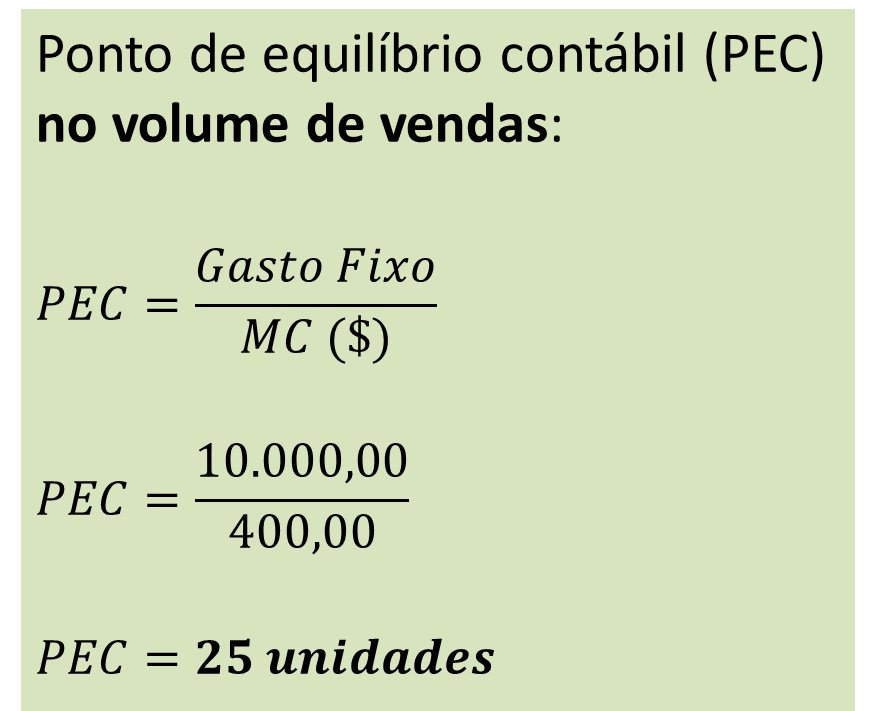 Ponto de equilíbrio contábil (PEC)
no volume de vendas:
PEC = Gasto Fixo / MC ($)
PEC = 10.000,00 / 400,00
PEC = 25 unidades